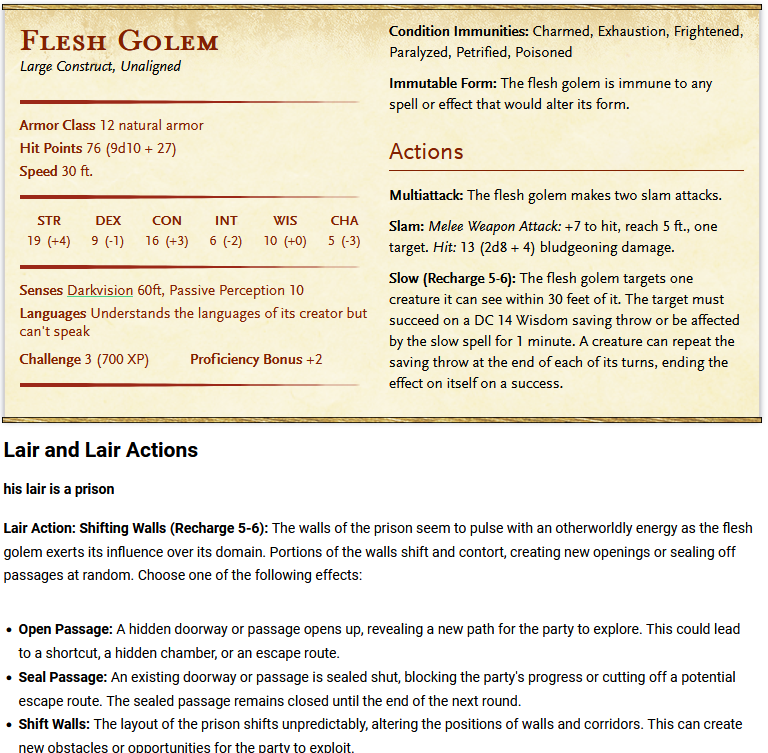 Flesh Golem
Large Construct, Unaligned
Armor Class 12 natural armor
Hit Points 76 (9d10 + 27)
Speed 30 ft.
STR DEX CON INT WIS CHA
19 (+4) 9 (-1) 16 (+3) 6 (-2) 10 (+0) 5 (-3)
Senses Darkvision 60ft, Passive Perception 10
Languages Understands the languages of its creator but
can't speak
Challenge 3 (700 XP) Proficiency Bonus +2
Condition Immunities: Charmed, Exhaustion, Frightened,
Paralyzed, Petrified, Poisoned
Immutable Form: The flesh golem is immune to any
spell or effect that would alter its form.
Actions
Multiattack: The flesh golem makes two slam attacks.
Slam: Melee Weapon Attack: +7 to hit, reach 5 ft., one
target. Hit: 13 (2d8 + 4) bludgeoning damage.
Slow (Recharge 5-6): The flesh golem targets one
creature it can see within 30 feet of it. The target must
succeed on a DC 14 Wisdom saving throw or be affected
by the slow spell for 1 minute. A creature can repeat the
saving throw at the end of each of its turns, ending the
effect on itself on a success.
Lair and Lair Actions
his lair is a prison
Lair Action: Shifting Walls (Recharge 5-6): The walls of the prison seem to pulse with an otherworldly energy as the flesh
golem exerts its influence over its domain. Portions of the walls shift and contort, creating new openings or sealing off
passages at random. Choose one of the following effects:
• Open Passage: A hidden doorway or passage opens up, revealing a new path for the party to explore. This could lead
to a shortcut, a hidden chamber, or an escape route.
• Seal Passage: An existing doorway or passage is sealed shut, blocking the party's progress or cutting off a potential
escape route. The sealed passage remains closed until the end of the next round.
• Shift Walls: The layout of the prison shifts unpredictably, altering the positions of walls and corridors. This can create
new obstacles or opportunities for the party to exploit.